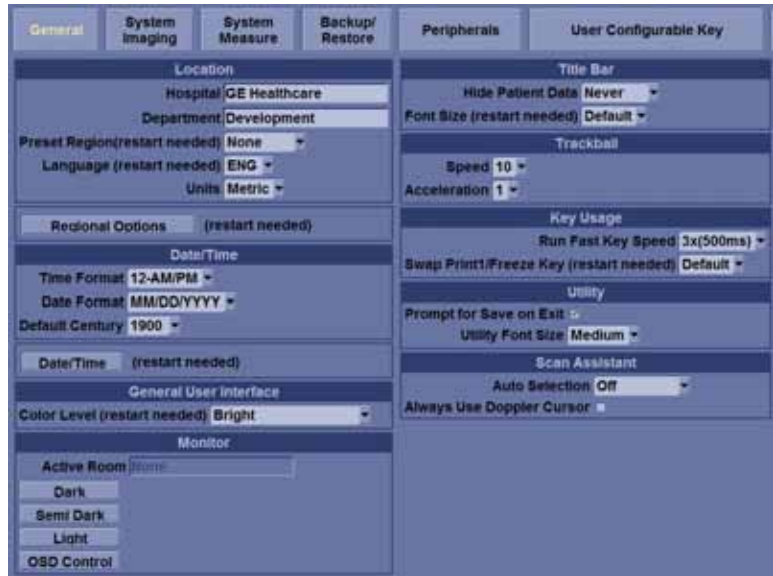 General
System Imaging
System Measure
Backup/ Restore
Peripherals
User Configurable Key
Location
Hospital GE Healthcare
Department Development
Preset Region(restart needed) None
Language (restart needed) ENG
Units Metric
Regional Options (restart needed)
Date/Time
Time Format 12-AM/PM
Date Format MM/DD/YYYY
Default Century 1900
Date/Time (restart needed)
General User Interface
Color Level (restart needed) Bright
Monitor
Active Room None
Dark
Semi Dark
Light
OSD Control
Title Bar
Hide Patient Data Never
Font Size (restart needed) Default
Trackball
Speed 10
Acceleration 1
Key Usage
Run Fast Key Speed 3x(500ms)
Swap Print1/Freeze Key (restart needed) Default
Utility
Prompt for Save on Exit
Utility Font Size Medium
Scan Assistant
Auto Selection Off
Always Use Doppler Cursor